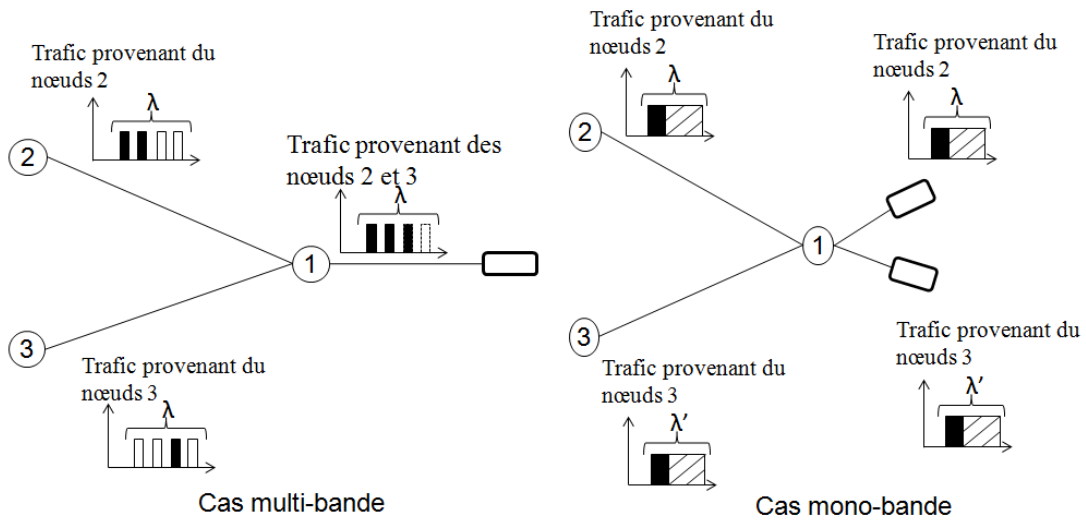 Trafic provenant du
nœuds 2
λ
2
Trafic provenant des
nœuds 2 et 3
λ
1
3
Trafic provenant du
nœuds 3
λ
Cas multi-bande
Trafic provenant du
nœuds 2
λ
2
Trafic provenant du
nœuds 2
λ
1
3
Trafic provenant du
nœuds 3
λ’
Trafic provenant du
nœuds 3
λ’
Cas mono-bande